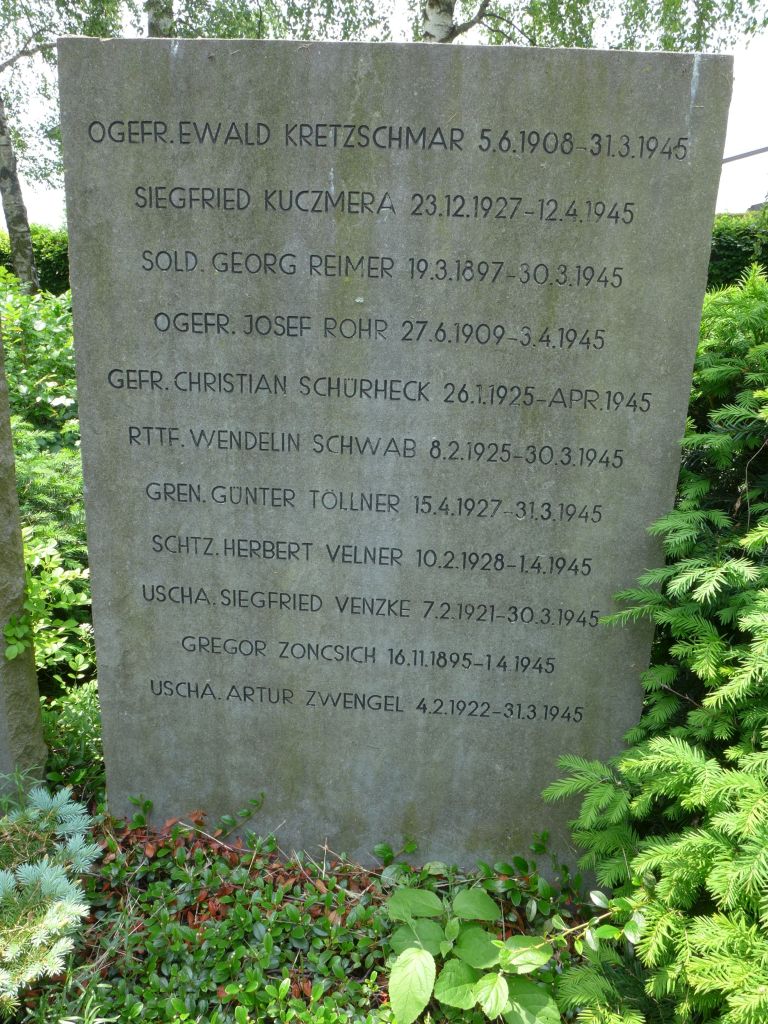 OGEFR. EWALD KRETZSCHMAR 5.6.1908-31.3.1945
SIEGFRIED KUCZMERA 23.12.1927-12.4.1945
SOLD. GEORG REIMER 19.3.1897-30.3.1945
OGEFR. JOSEF ROHR 27.6.1909-3.4.1945
GEFR. CHRISTIAN SCHÜRHECK 26.1.1925-APR.1945
RTTF. WENDELIN SCHWAB 8.2.1925-30.3.1945
GREN. GÜNTER TÖLLNER 15.4.1927-31.3.1945
SCHTZ. HERBERT VELNER 10.2.1928-1.4.1945
USCHA. SIEGFRIED VENZKE 7.2.1921-30.3.1945
GREGOR ZONCSICH 16.11.1895-1.4.1945
USCHA. ARTUR ZWENGEL 4.2.1922-31.3.1945